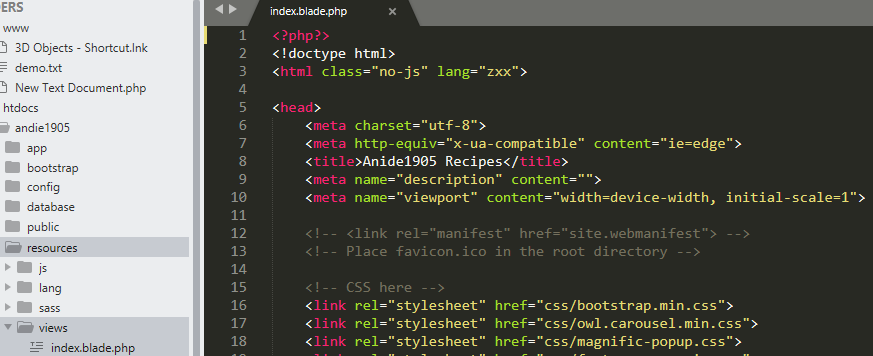 DERS
www
3D Objects - Shortcut.lnk
demo.txt
New Text Document.php
htdocs
andie1905
app
bootstrap
config
database
public
resources
js
lang
sass
views
index.blade.php
index.blade.php ×
1 <?php?>
2 <!doctype html>
3 <html class="no-js" lang="zxx">
4
5 <head>
6 <meta charset="utf-8">
7 <meta http-equiv="x-ua-compatible" content="ie=edge">
8 <title>Anide1905 Recipes</title>
9 <meta name="description" content="">
10 <meta name="viewport" content="width=device-width, initial-scale=1">
11
12 <!-- <link rel="manifest" href="site.webmanifest"> -->
13 <!-- Place favicon.ico in the root directory -->
14
15 <!-- CSS here -->
16 <link rel="stylesheet" href="css/bootstrap.min.css">
17 <link rel="stylesheet" href="css/owl.carousel.min.css">
18 <link rel="stylesheet" href="css/magnific-popup.css">